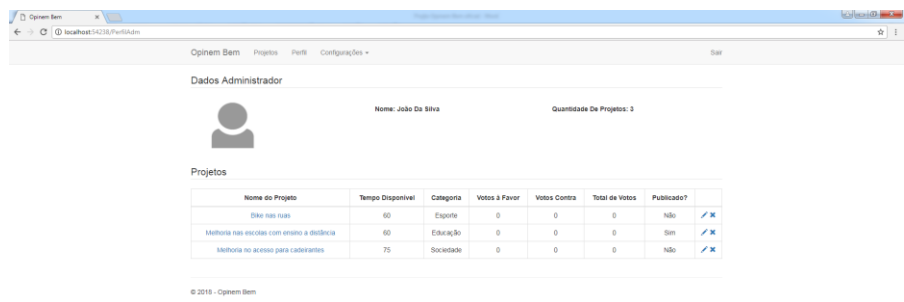 Opinem Bem
localhost:54238/PerfilAdm
Opinem Bem Projetos Perfil Configurações Sair
Dados Administrador
Nome: João Da Silva Quantidade De Projetos: 3
Projetos
Nome do Projeto Tempo Disponível Categoria Votos à Favor Votos Contra Total de Votos Publicado?
Bike nas ruas 60 Esporte 0 0 0 Não
Melhoria nas escolas com ensino a distância 60 Educação 0 0 0 Sim
Melhoria no acesso para cadeirantes 75 Sociedade 0 0 0 Não
© 2016 - Opinem Bem